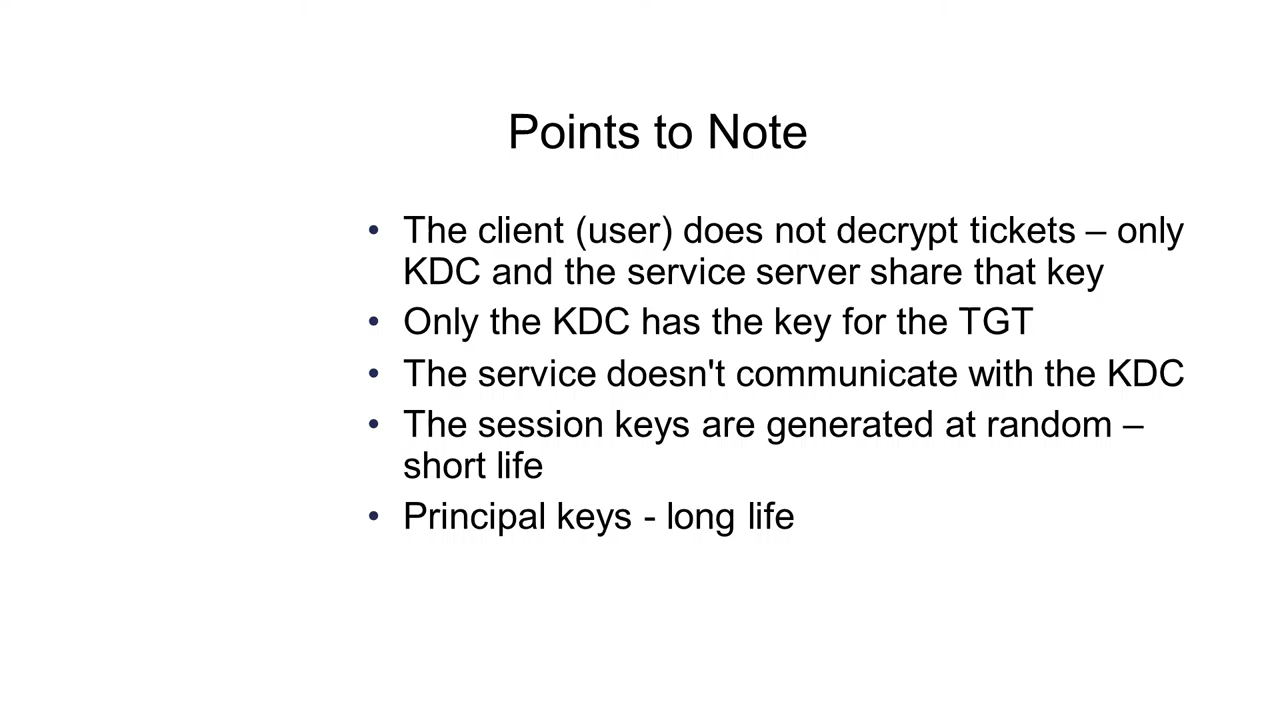 Points to Note
• The client (user) does not decrypt tickets – only
KDC and the service server share that key
• Only the KDC has the key for the TGT
• The service doesn't communicate with the KDC
• The session keys are generated at random –
short life
• Principal keys - long life